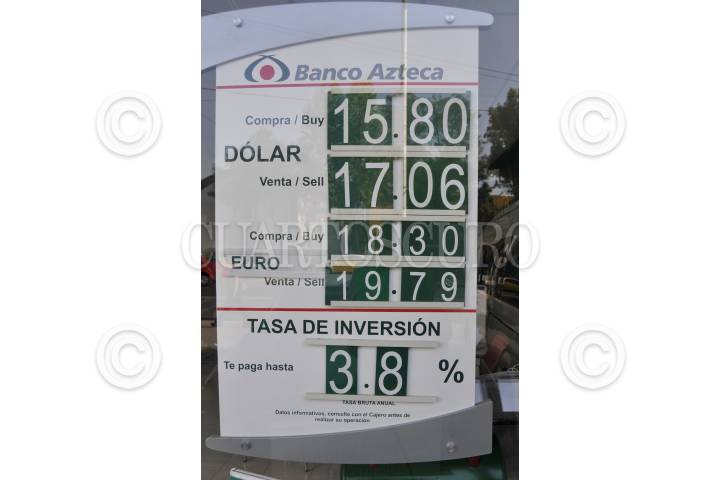 Banco Azteca
Compra / Buy 15.80
DÓLAR
Venta / Sell 17.06
Compra / Buy 18.30
CUARTOSCURO
EURO
Venta / Sell 19.79
TASA DE INVERSIÓN
Te paga hasta 3.8 %
TASA BRUTA ANUAL
Datos informativos, consulte con el Cajero antes de
realizar su operación
© 
©
©
©